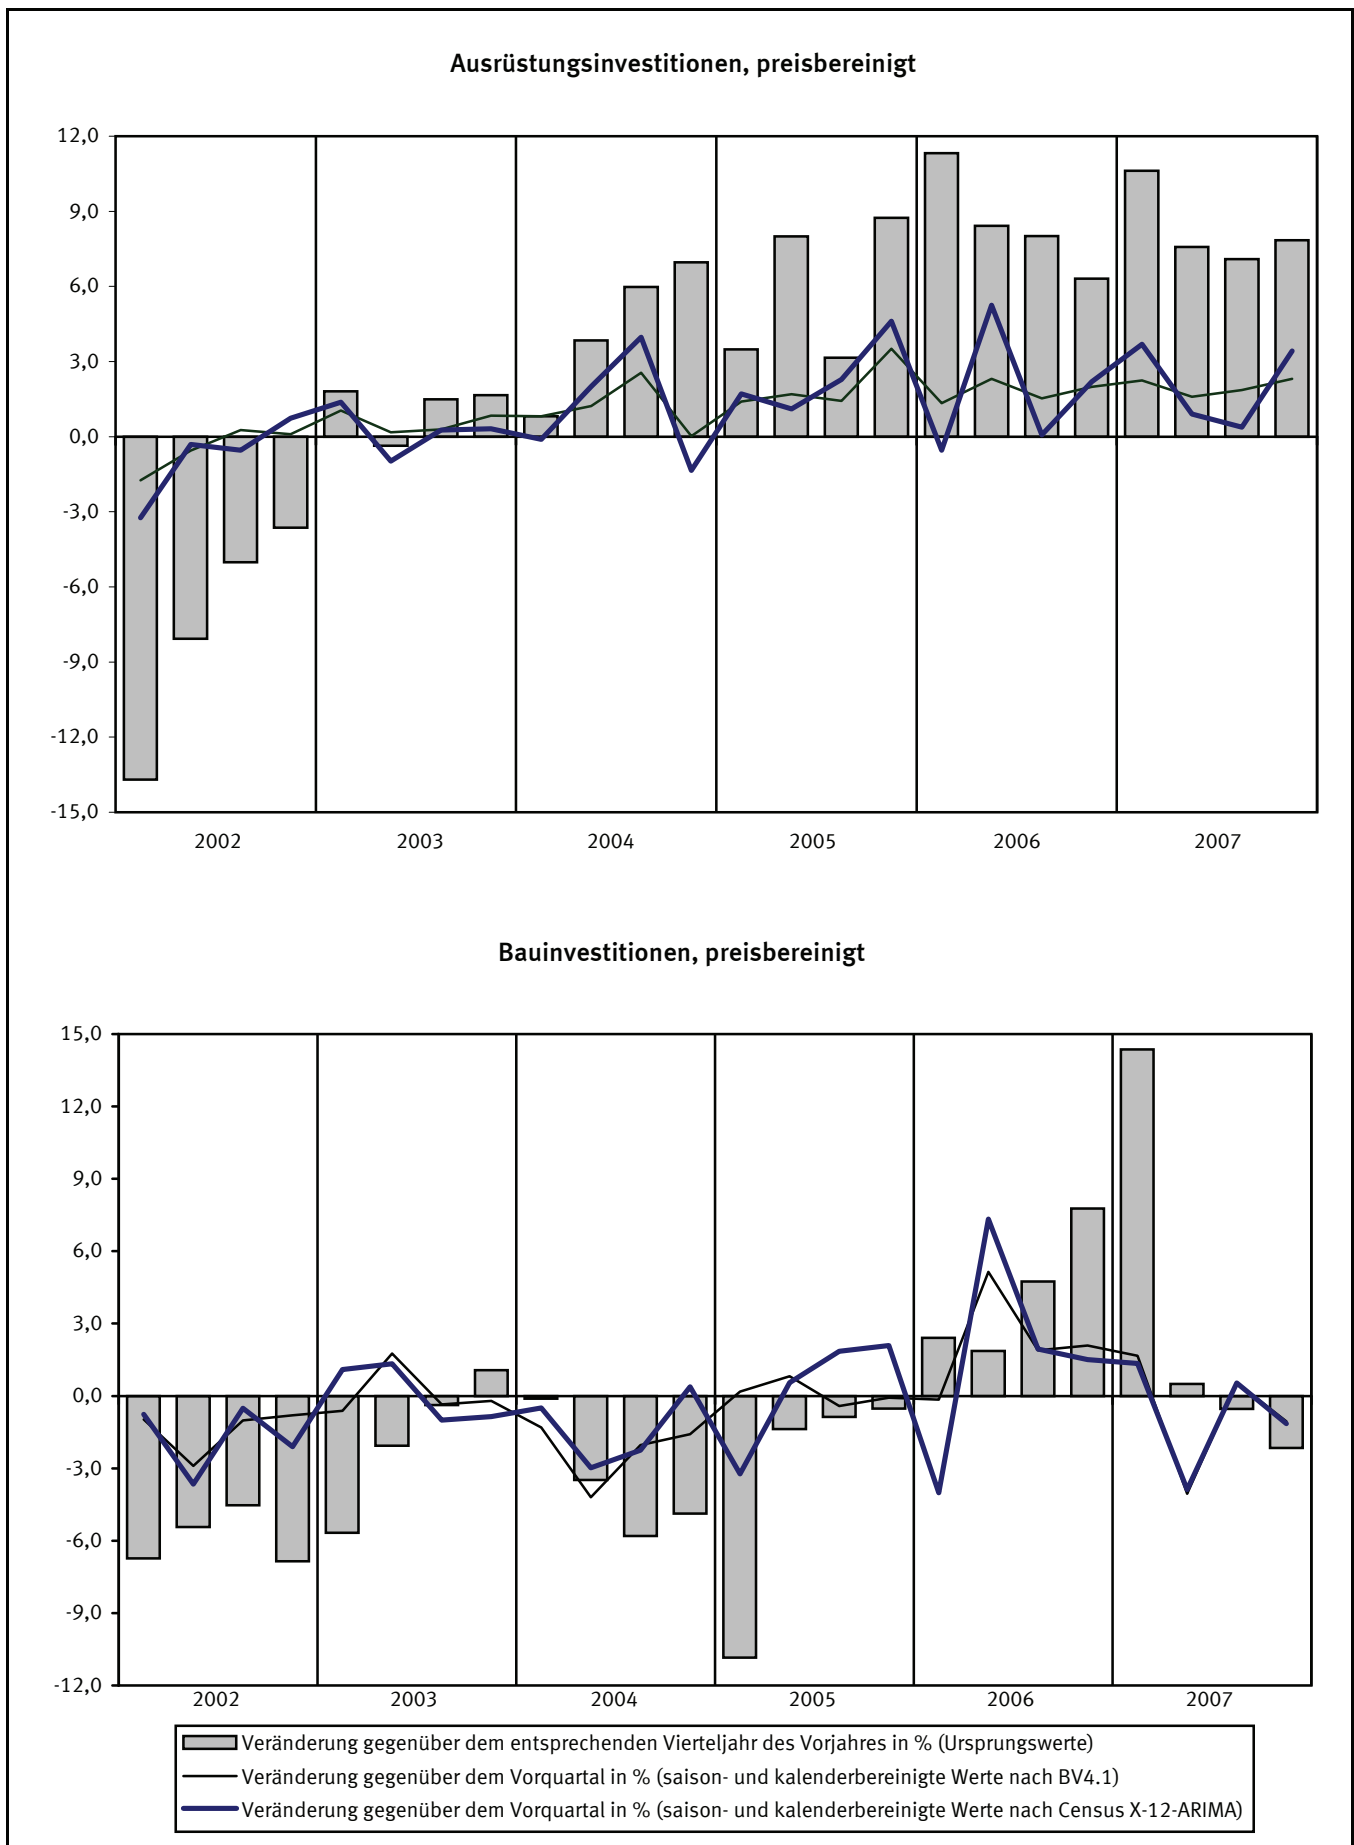 Ausrüstungsinvestitionen, preisbereinigt
12,0
9,0
6,0
3,0
0,0
-3,0
-6,0
-9,0
-12,0
-15,0
2002 2003 2004 2005 2006 2007
Bauinvestitionen, preisbereinigt
15,0
12,0
9,0
6,0
3,0
0,0
-3,0
-6,0
-9,0
-12,0
2002 2003 2004 2005 2006 2007
Veränderung gegenüber dem entsprechenden Vierteljahr des Vorjahres in % (Ursprungswerte)
Veränderung gegenüber dem Vorquartal in % (saison- und kalenderbereinigte Werte nach BV4.1)
Veränderung gegenüber dem Vorquartal in % (saison- und kalenderbereinigte Werte nach Census X-12-ARIMA)